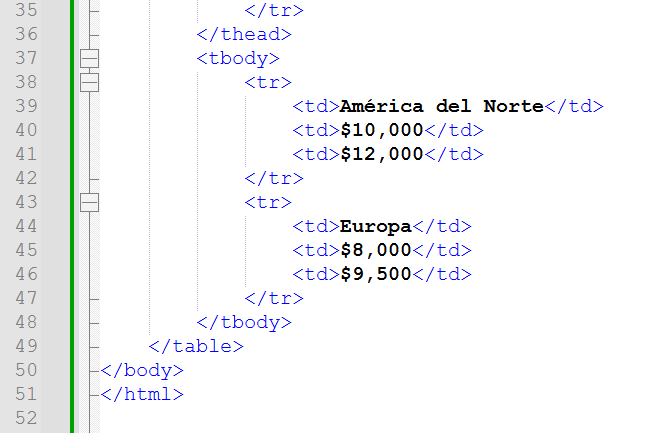 35             </tr>
36         </thead>
37         <tbody>
38             <tr>
39                 <td>América del Norte</td>
40                 <td>$10,000</td>
41                 <td>$12,000</td>
42             </tr>
43             <tr>
44                 <td>Europa</td>
45                 <td>$8,000</td>
46                 <td>$9,500</td>
47             </tr>
48         </tbody>
49     </table>
50 </body>
51 </html>
52